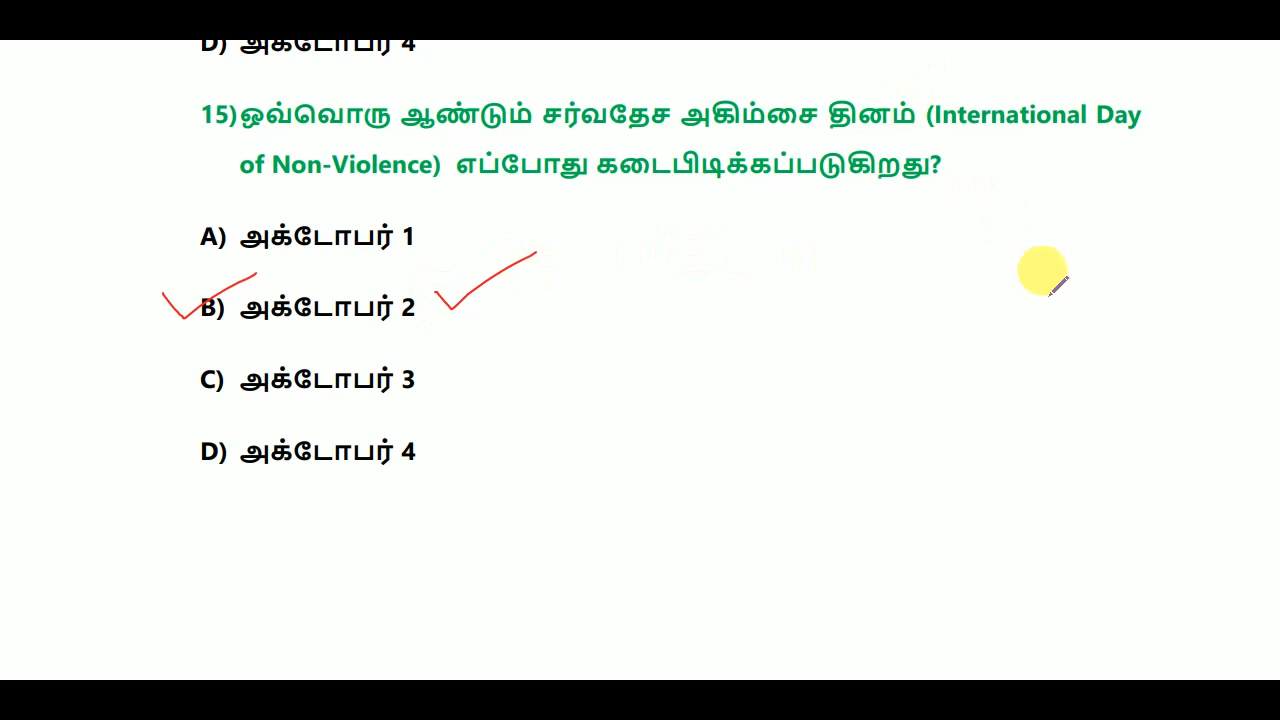 D) அக்டோபர் 4
15)ஒவ்வொரு ஆண்டும் சர்வதேச அகிம்சை தினம் (International Day
of Non-Violence) எப்போது கடைபிடிக்கப்படுகிறது?
A) அக்டோபர் 1
B) அக்டோபர் 2
C) அக்டோபர் 3
D) அக்டோபர் 4